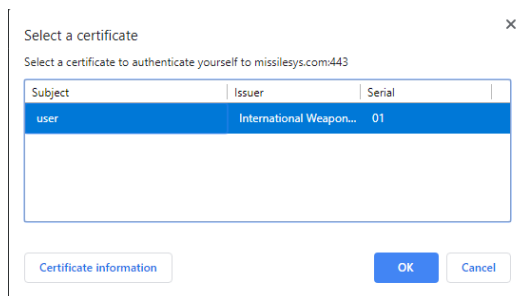 Select a certificate
Select a certificate to authenticate yourself to missilesys.com:443
Subject Issuer Serial
user International Weapon... 01
Certificate information OK Cancel